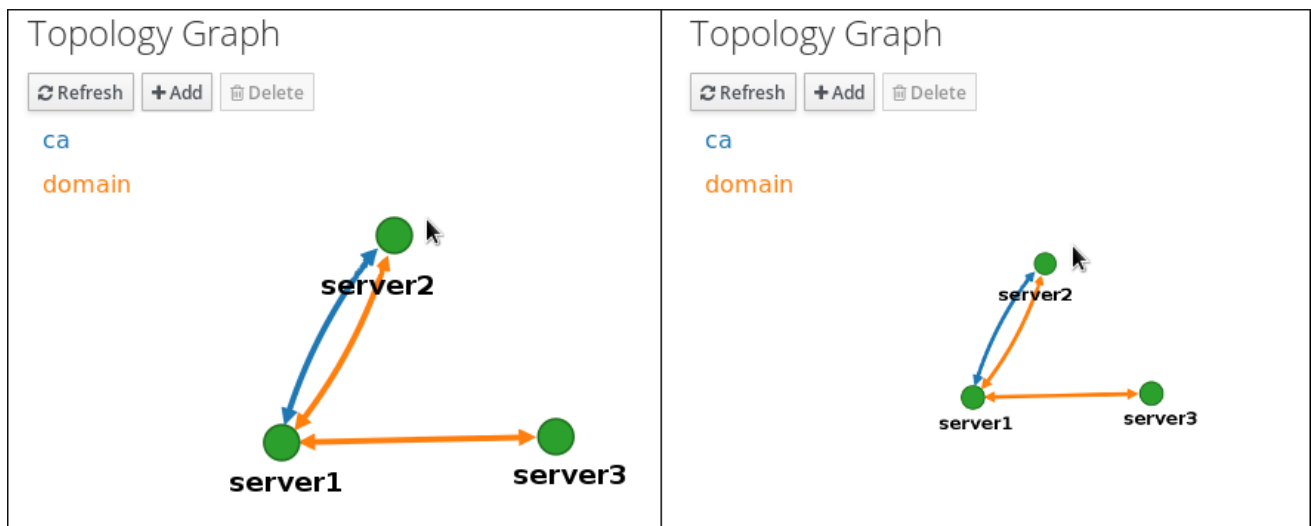 Topology Graph
Refresh Add Delete
ca
domain
server2
server1
server3
Topology Graph
Refresh Add Delete
ca
domain
server2
server1
server3